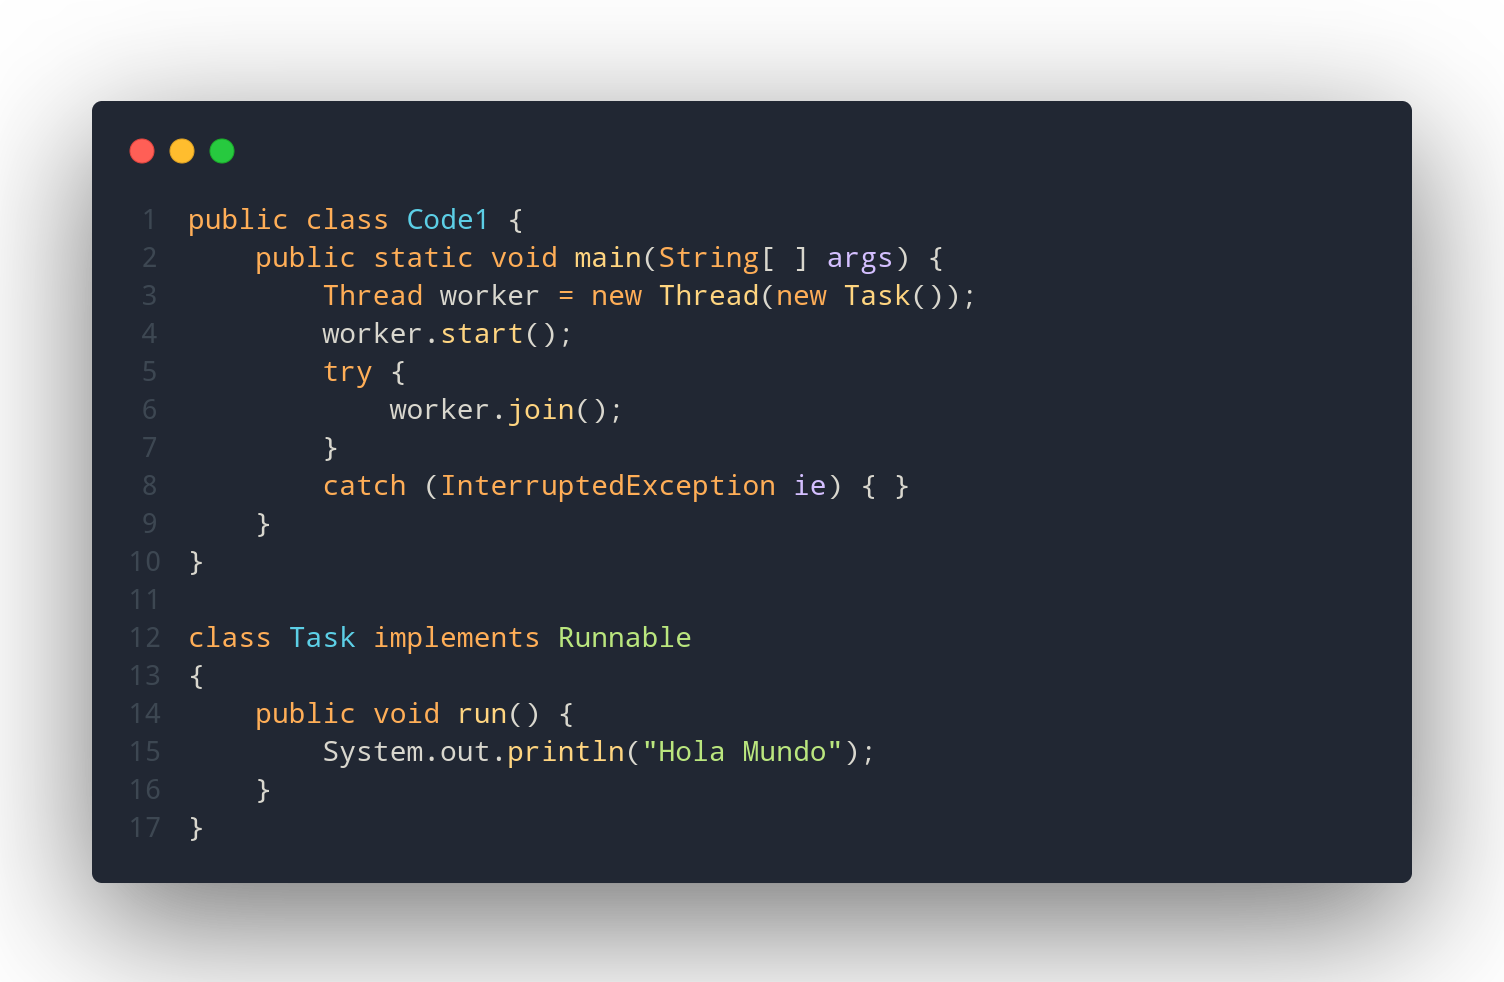 1 public class Code1 {
2     public static void main(String[ ] args) {
3         Thread worker = new Thread(new Task());
4         worker.start();
5         try {
6             worker.join();
7         }
8         catch (InterruptedException ie) { }
9     }
10 }
11
12 class Task implements Runnable
13 {
14     public void run() {
15         System.out.println("Hola Mundo");
16     }
17 }